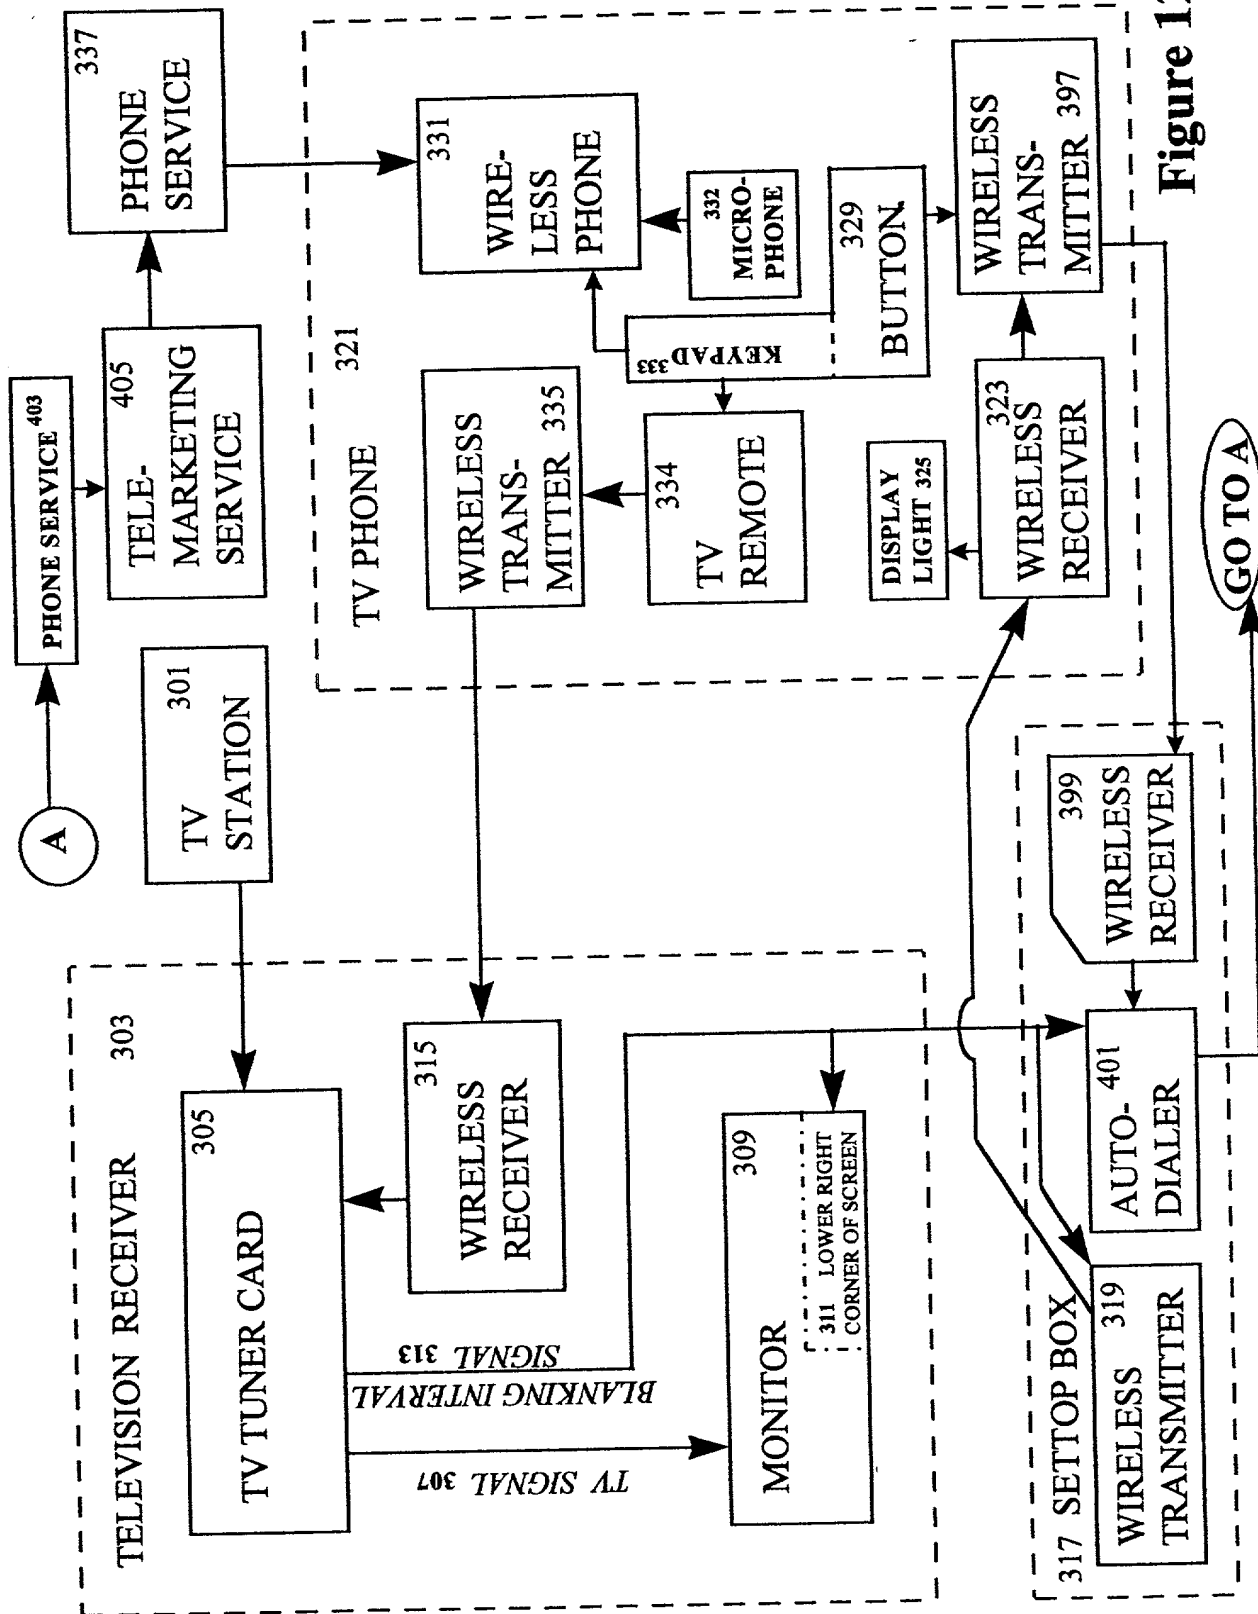 TELEVISION RECEIVER 303
305
TV TUNER CARD
315
WIRELESS
RECEIVER
BLANKING INTERVAL
SIGNAL 313
TV SIGNAL 307
309
MONITOR
311 LOWER RIGHT
CORNER OF SCREEN
317 SETTOP BOX
319
WIRELESS
TRANSMITTER
AUTO- 401
DIALER
399
WIRELESS
RECEIVER
A
PHONE SERVICE 403
TV 301
STATION
TELE- 405
MARKETING
SERVICE
337
PHONE
SERVICE
TV PHONE 321
WIRELESS
TRANS-
MITTER 335
334
TV
REMOTE
331
WIRE-
LESS
PHONE
332
MICRO-
PHONE
KEYPAD 333
329
BUTTON
DISPLAY
LIGHT 325
323
WIRELESS
RECEIVER
WIRELESS
TRANS-
MITTER 397
GO TO A
Figure